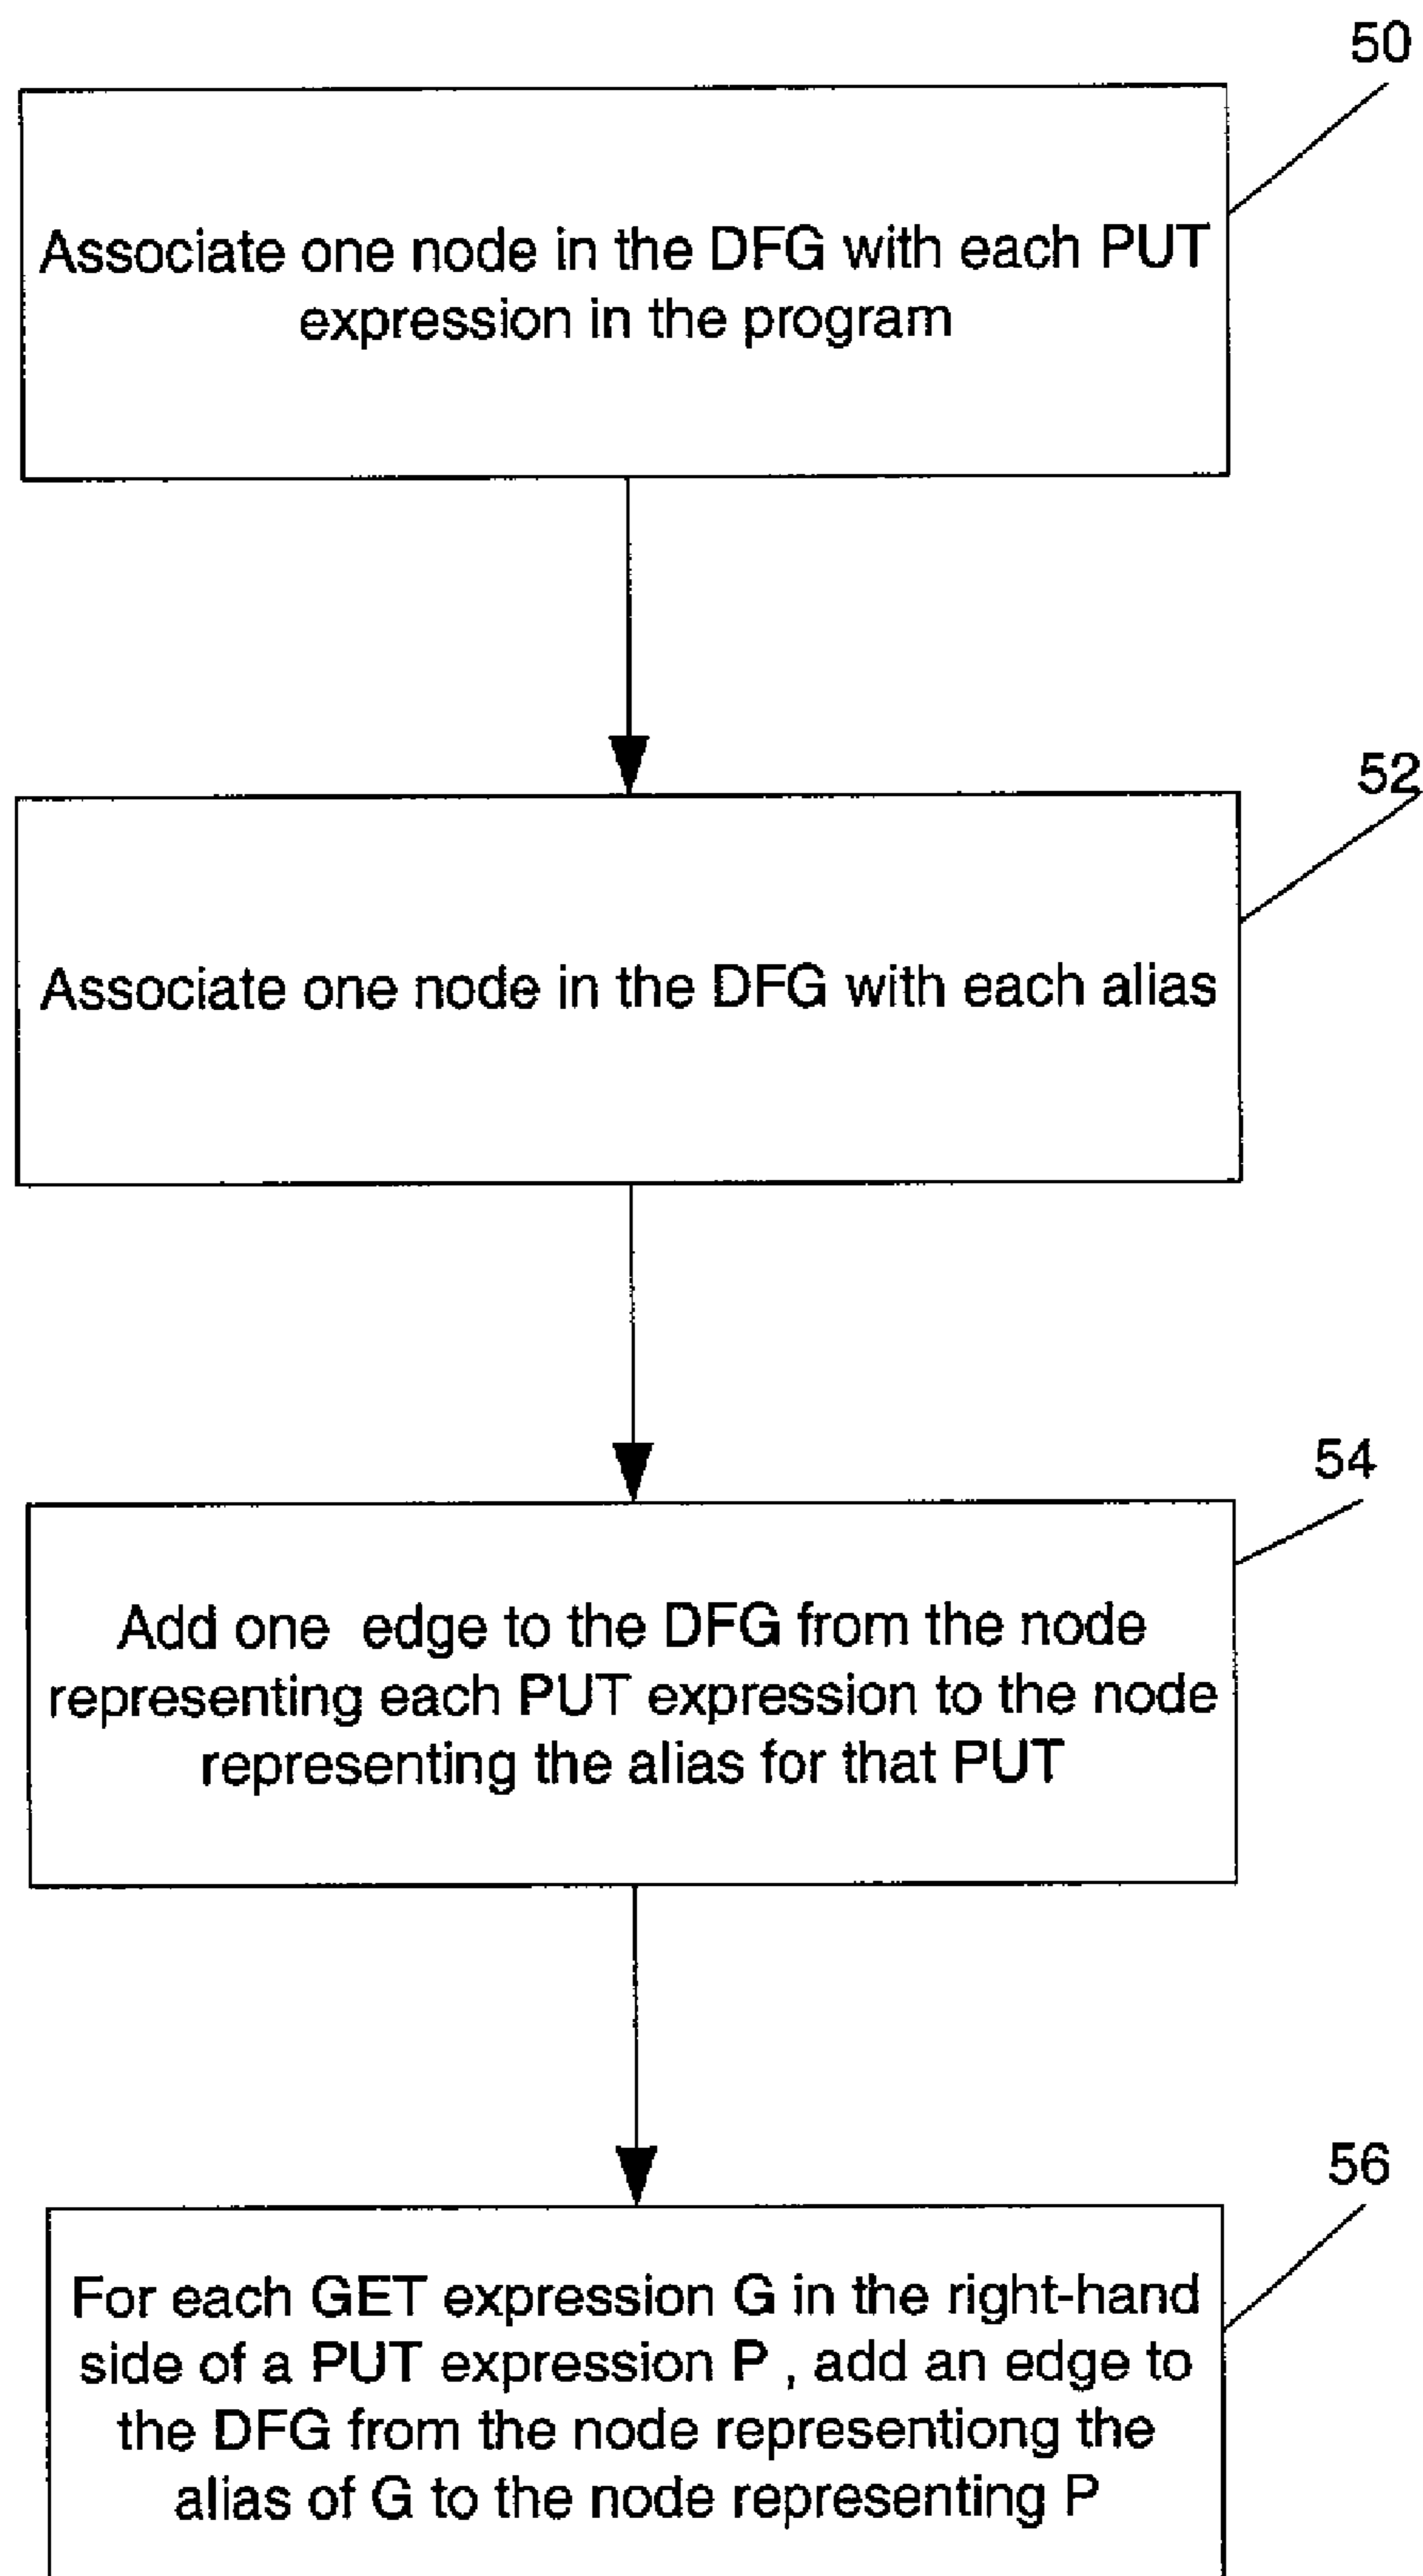 50
Associate one node in the DFG with each PUT
expression in the program
52
Associate one node in the DFG with each alias
54
Add one edge to the DFG from the node
representing each PUT expression to the node
representing the alias for that PUT
56
For each GET expression G in the right-hand
side of a PUT expression P , add an edge to
the DFG from the node representiong the
alias of G to the node representing P